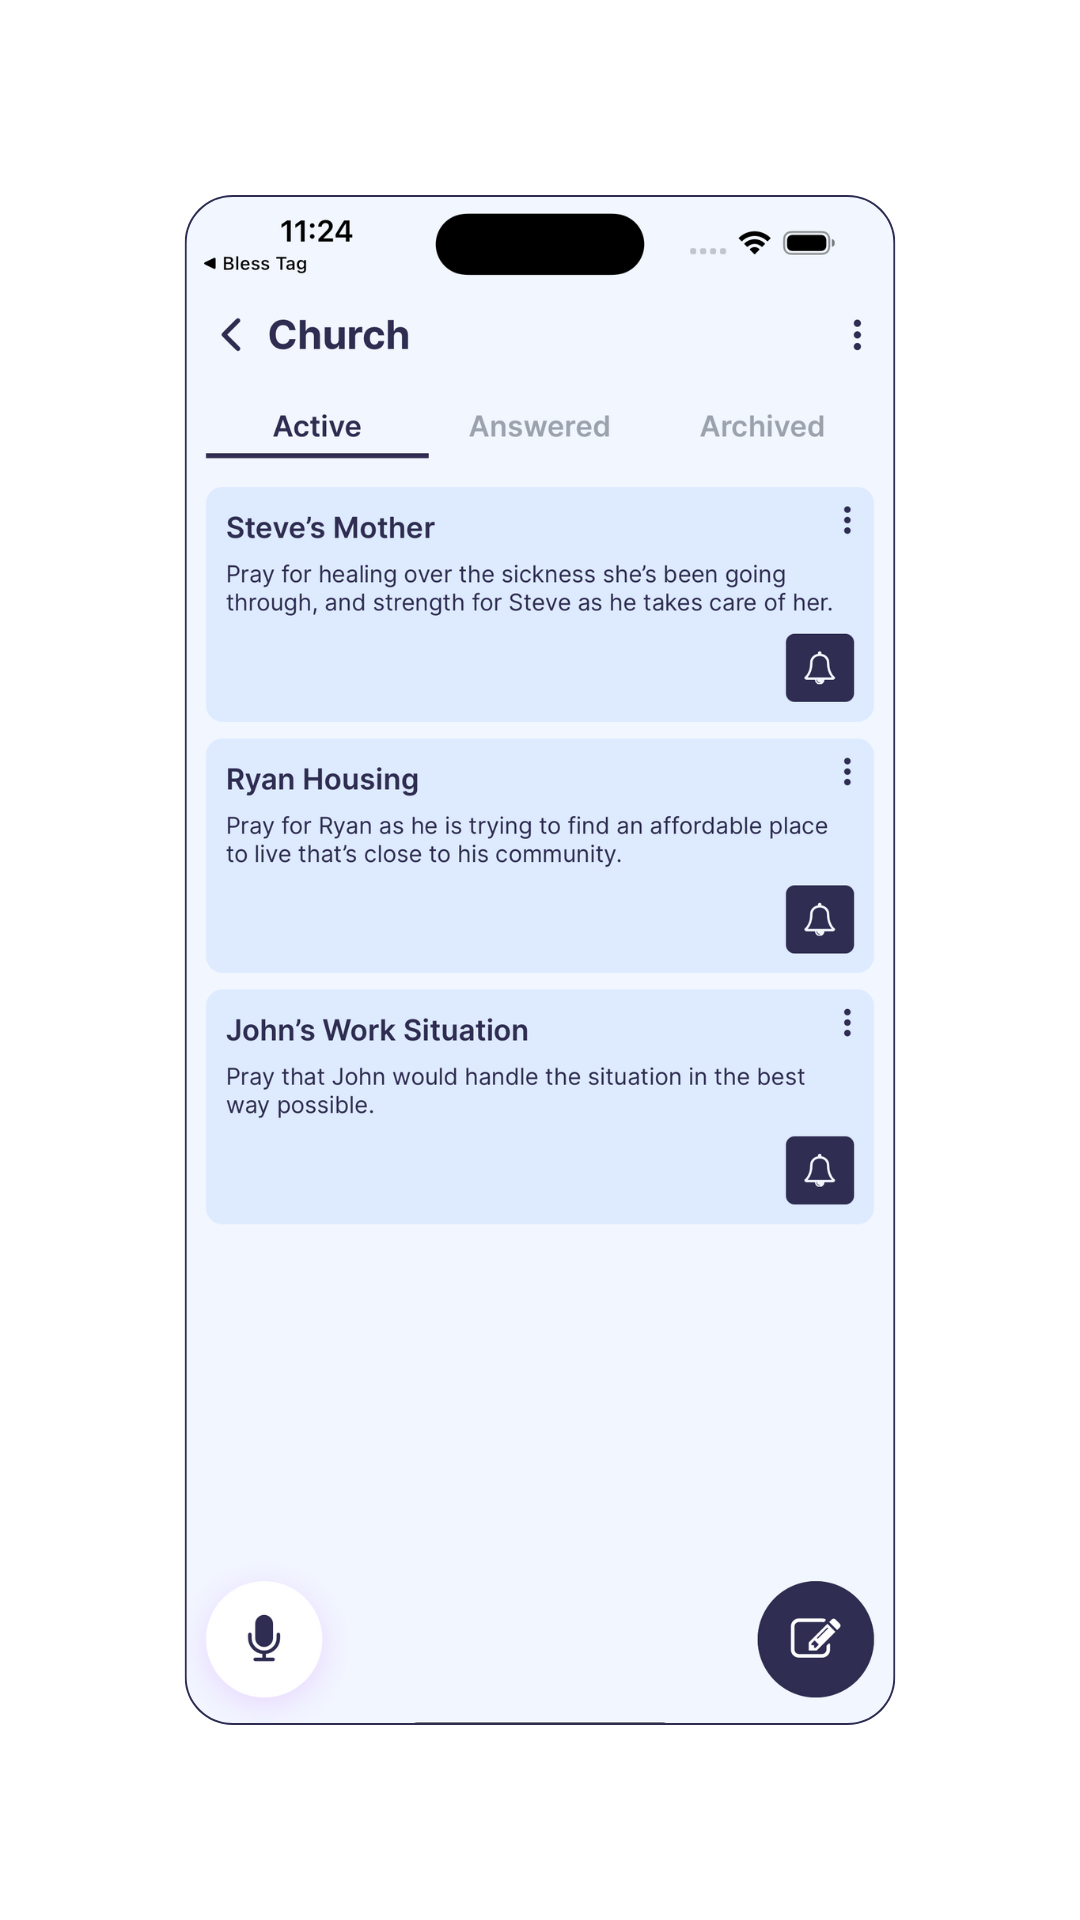 11:24
◀ Bless Tag
Church
Active Answered Archived
Steve’s Mother
Pray for healing over the sickness she’s been going
through, and strength for Steve as he takes care of her.
Ryan Housing
Pray for Ryan as he is trying to find an affordable place
to live that’s close to his community.
John’s Work Situation
Pray that John would handle the situation in the best
way possible.